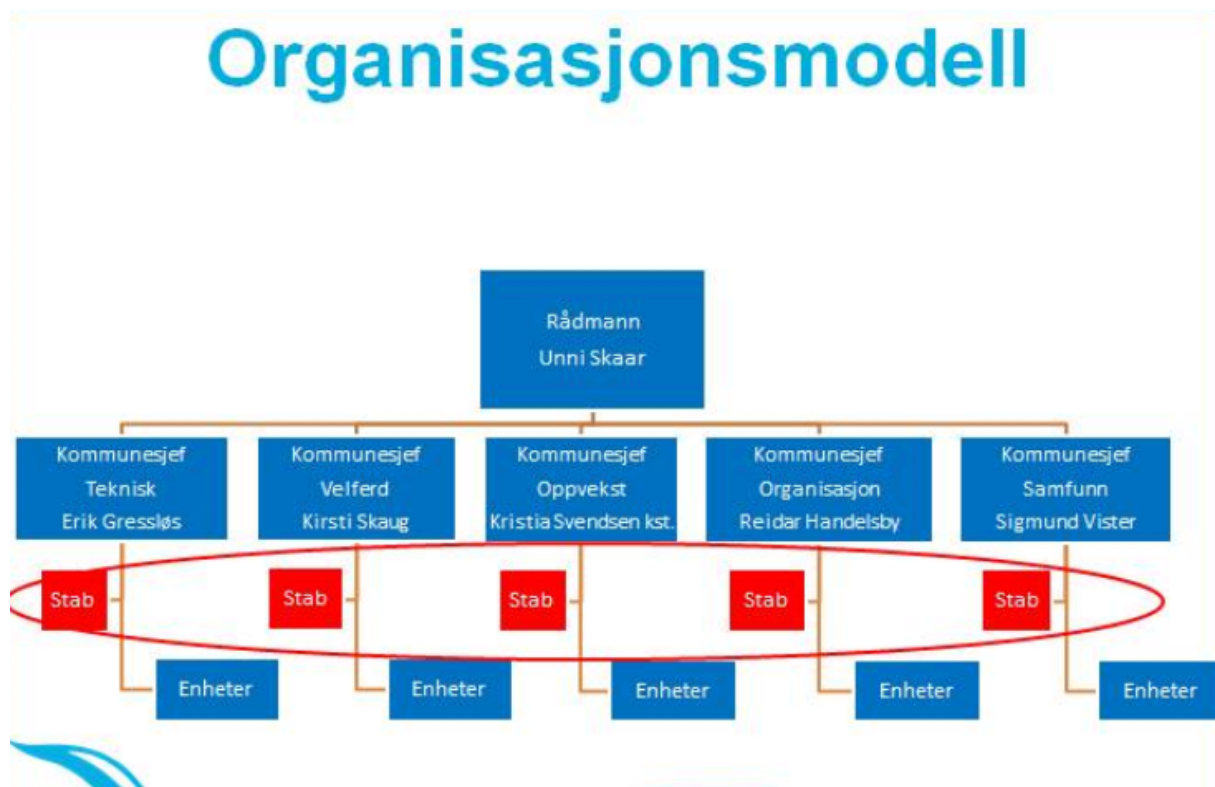 Organisasjonsmodell
Rådmann
Unni Skaar
Kommunesjef
Teknisk
Erik Gressløs
Kommunesjef
Velferd
Kirsti Skaug
Kommunesjef
Oppvekst
Kristia Svendsen kst.
Kommunesjef
Organisasjon
Reidar Handelsby
Kommunesjef
Samfunn
Sigmund Vister
Stab
Stab
Stab
Stab
Stab
Enheter
Enheter
Enheter
Enheter
Enheter